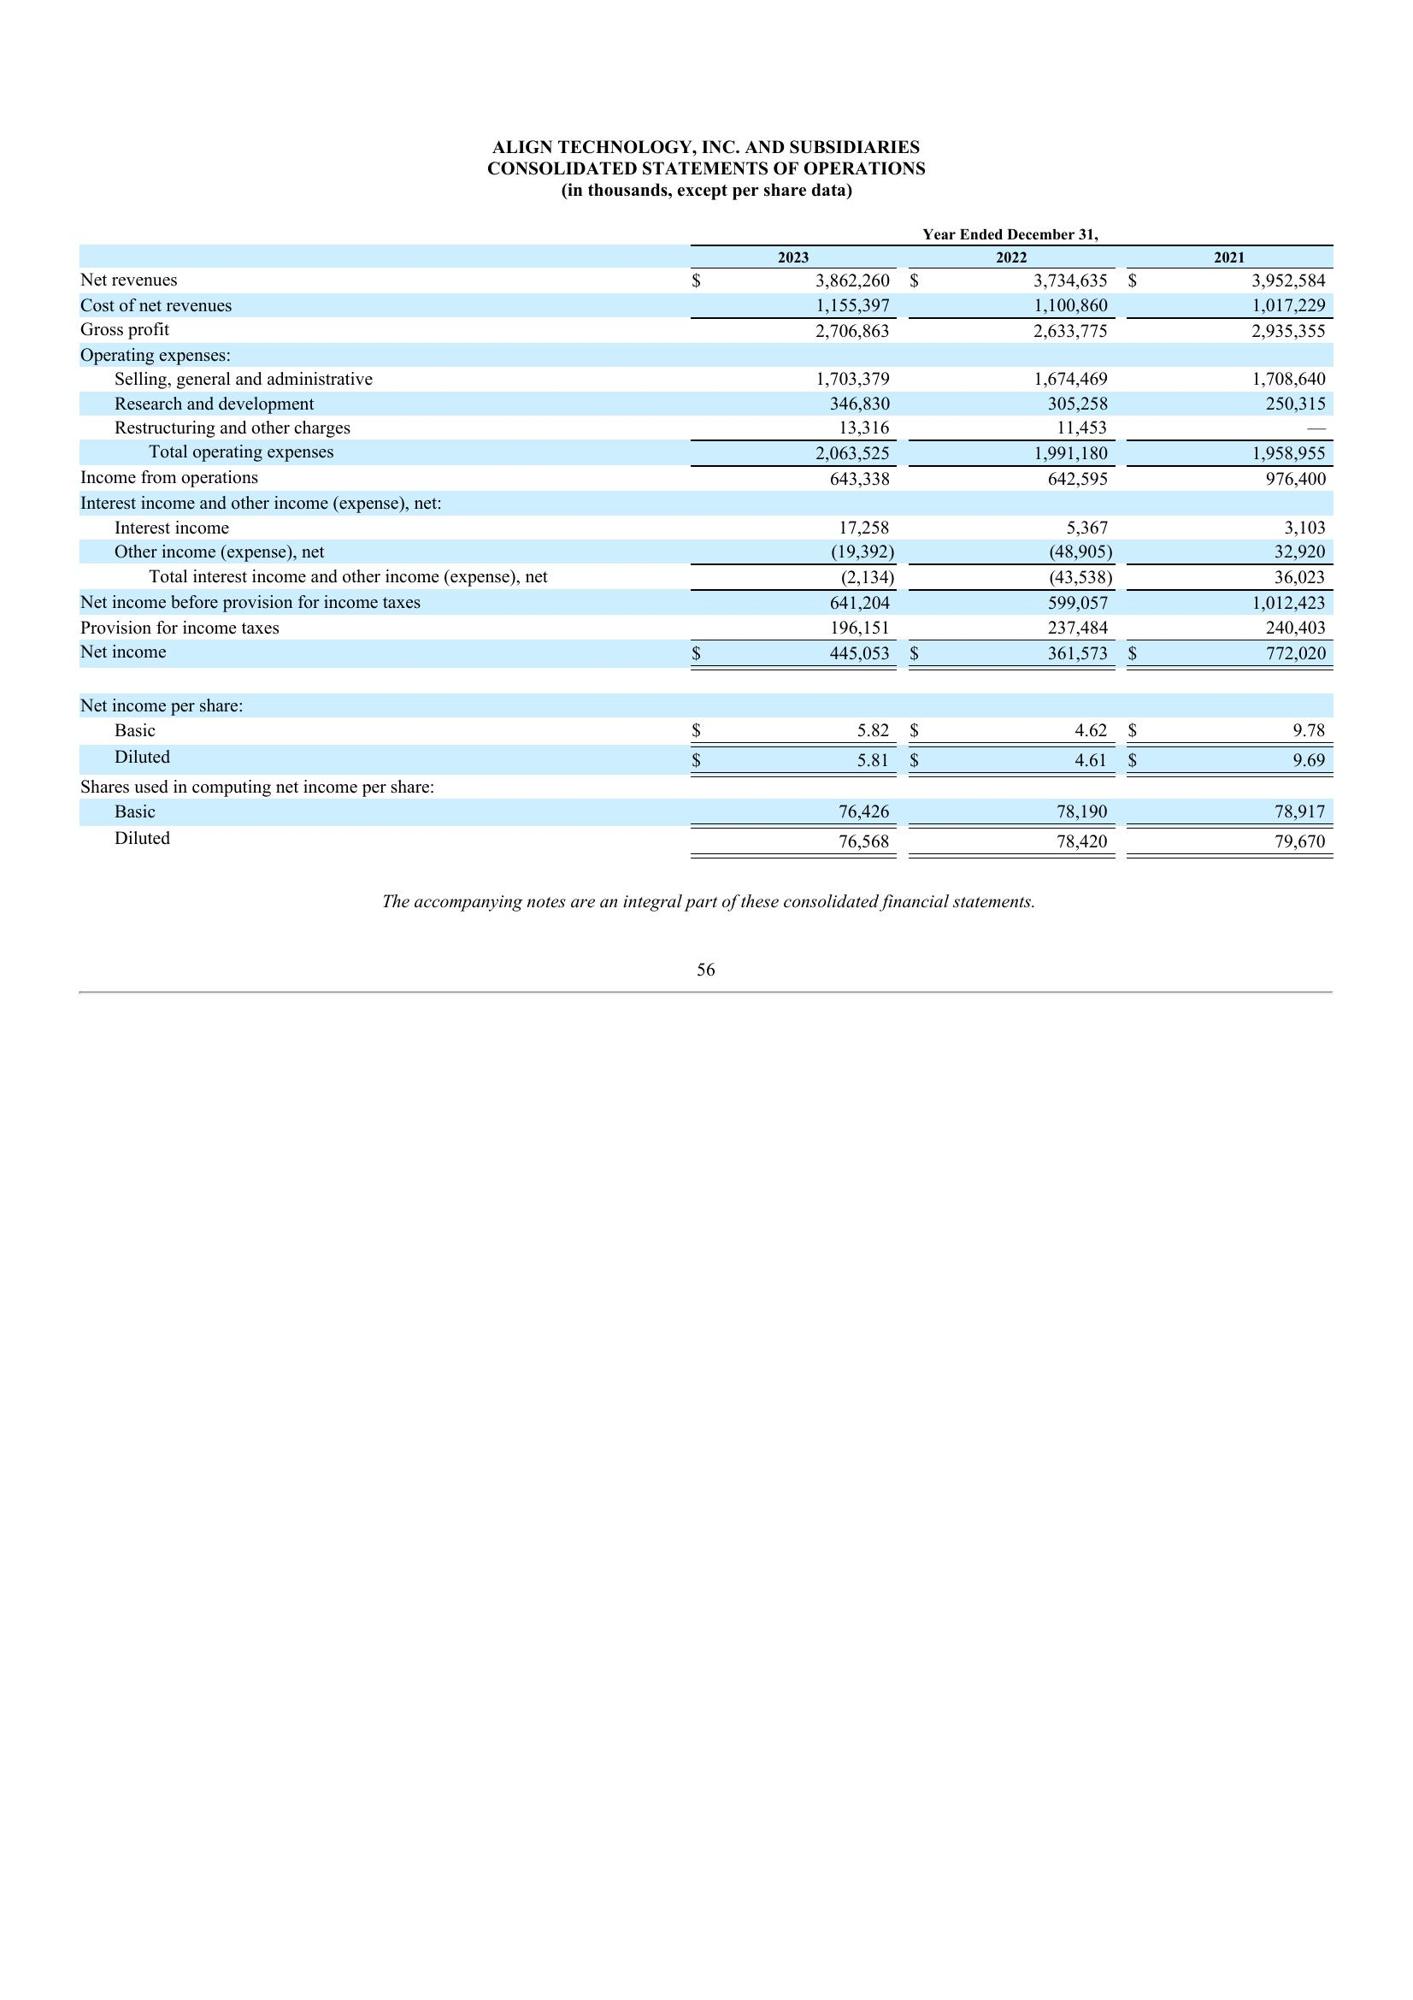 ALIGN TECHNOLOGY, INC. AND SUBSIDIARIES
CONSOLIDATED STATEMENTS OF OPERATIONS
(in thousands, except per share data)
Year Ended December 31,
2023 2022 2021
Net revenues $ 3,862,260 $ 3,734,635 $ 3,952,584
Cost of net revenues 1,155,397 1,100,860 1,017,229
Gross profit 2,706,863 2,633,775 2,935,355
Operating expenses:
Selling, general and administrative 1,703,379 1,674,469 1,708,640
Research and development 346,830 305,258 250,315
Restructuring and other charges 13,316 11,453 —
Total operating expenses 2,063,525 1,991,180 1,958,955
Income from operations 643,338 642,595 976,400
Interest income and other income (expense), net:
Interest income 17,258 5,367 3,103
Other income (expense), net (19,392) (48,905) 32,920
Total interest income and other income (expense), net (2,134) (43,538) 36,023
Net income before provision for income taxes 641,204 599,057 1,012,423
Provision for income taxes 196,151 237,484 240,403
Net income $ 445,053 $ 361,573 $ 772,020
Net income per share:
Basic $ 5.82 $ 4.62 $ 9.78
Diluted $ 5.81 $ 4.61 $ 9.69
Shares used in computing net income per share:
Basic 76,426 78,190 78,917
Diluted 76,568 78,420 79,670
The accompanying notes are an integral part of these consolidated financial statements.
56